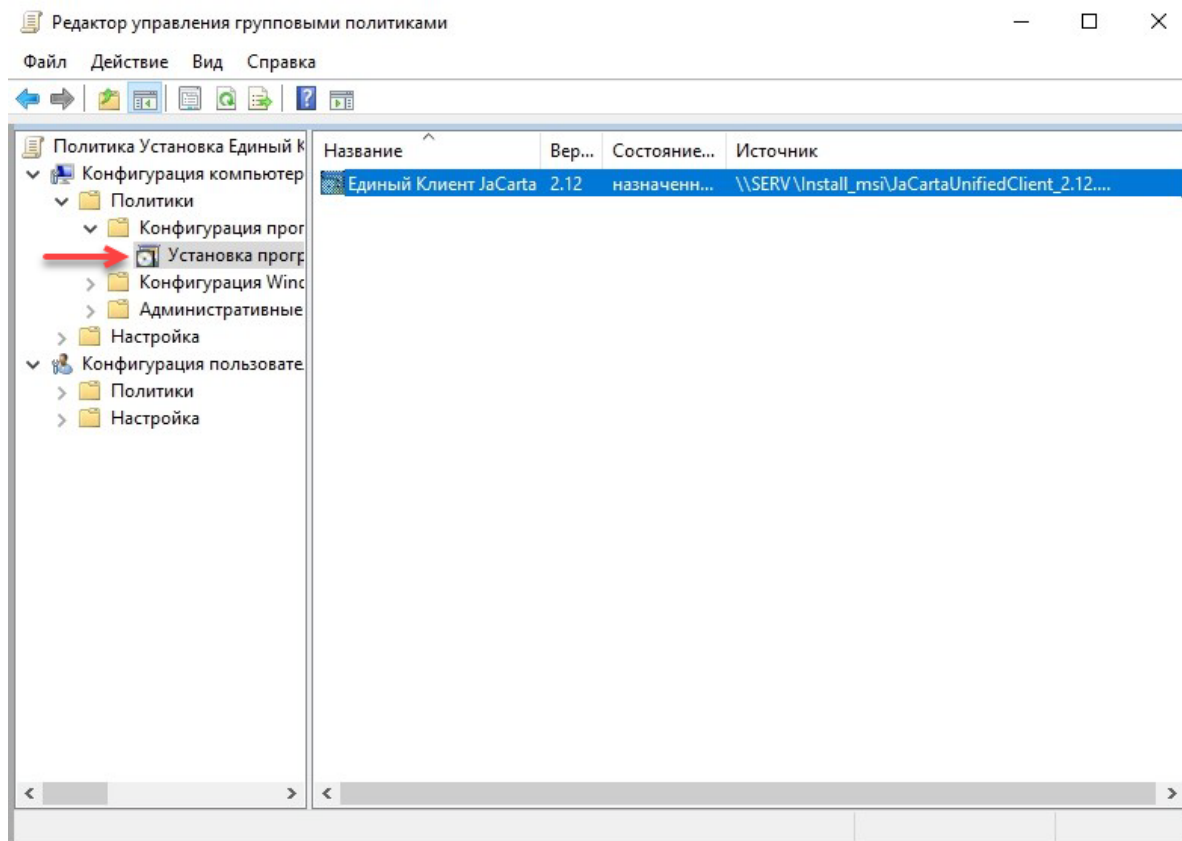 Редактор управления групповыми политиками
Файл Действие Вид Справка
Политика Установка Единый К
Конфигурация компьютер
Политики
Конфигурация прог
Установка прогр
Конфигурация Winc
Административные
Настройка
Конфигурация пользовате
Политики
Настройка
Название Вер... Состояние... Источник
Единый Клиент JaCarta 2.12 назначенн... \\SERV\Install_msi\JaCartaUnifiedClient_2.12....